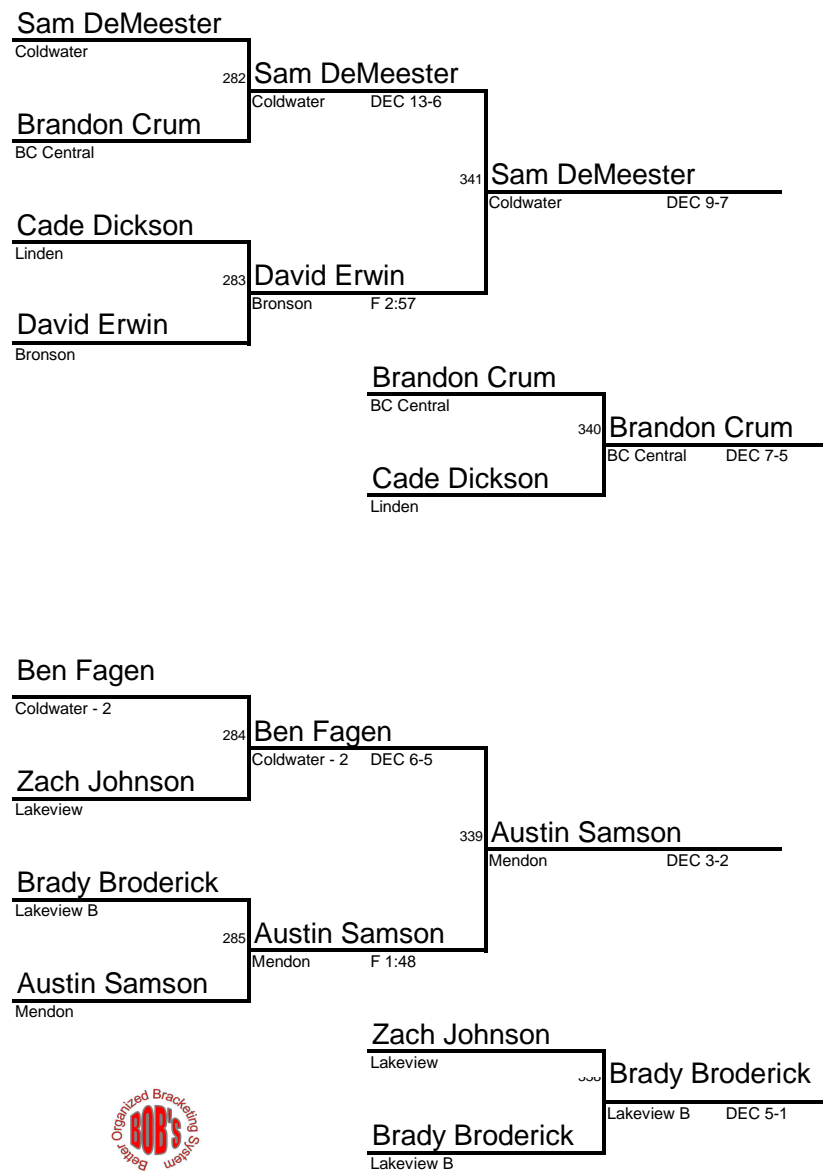 Sam DeMeester
Coldwater
282 Sam DeMeester
Coldwater DEC 13-6
Brandon Crum
BC Central
341 Sam DeMeester
Coldwater DEC 9-7
Cade Dickson
Linden
283 David Erwin
Bronson F 2:57
David Erwin
Bronson
Brandon Crum
BC Central
340 Brandon Crum
BC Central DEC 7-5
Cade Dickson
Linden
Ben Fagen
Coldwater - 2
284 Ben Fagen
Coldwater - 2 DEC 6-5
Zach Johnson
Lakeview
339 Austin Samson
Mendon DEC 3-2
Brady Broderick
Lakeview B
285 Austin Samson
Mendon F 1:48
Austin Samson
Mendon
Zach Johnson
Lakeview
Brady Broderick
Lakeview B DEC 5-1
Brady Broderick
Lakeview B
Better Organized Bracketing System
BOB's